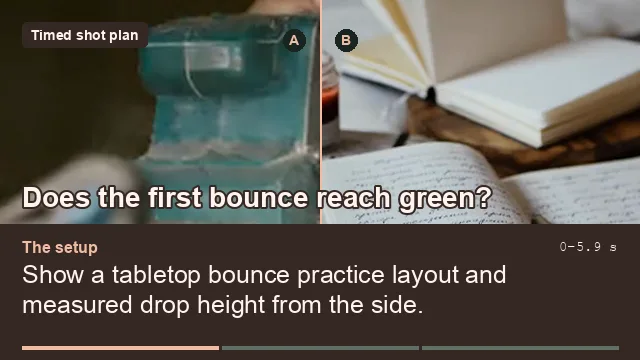 Timed shot plan
A
B
Does the first bounce reach green?
The setup
0–5.9 s
Show a tabletop bounce practice layout and
measured drop height from the side.